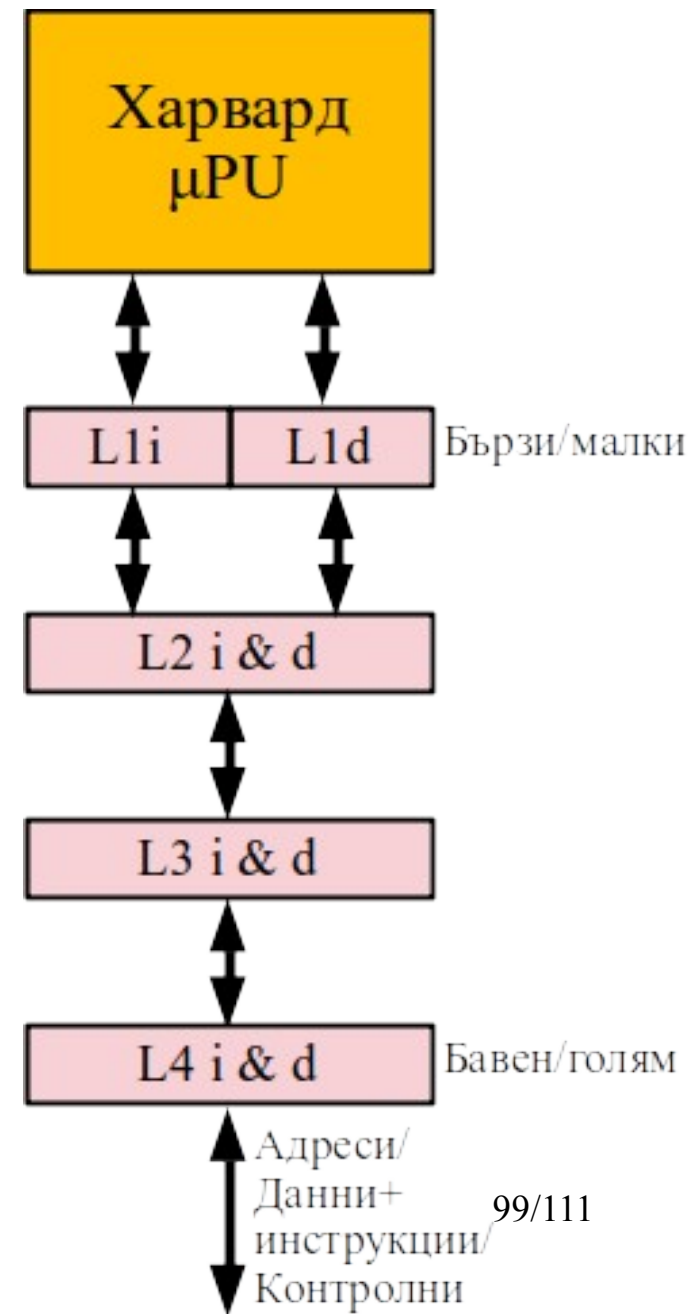 Харвард
μPU
L1i
L1d
Бързи/малки
L2 i & d
L3 i & d
L4 i & d
Бавен/голям
Адреси/
Данни+
99/111
инструкции/
Контролни